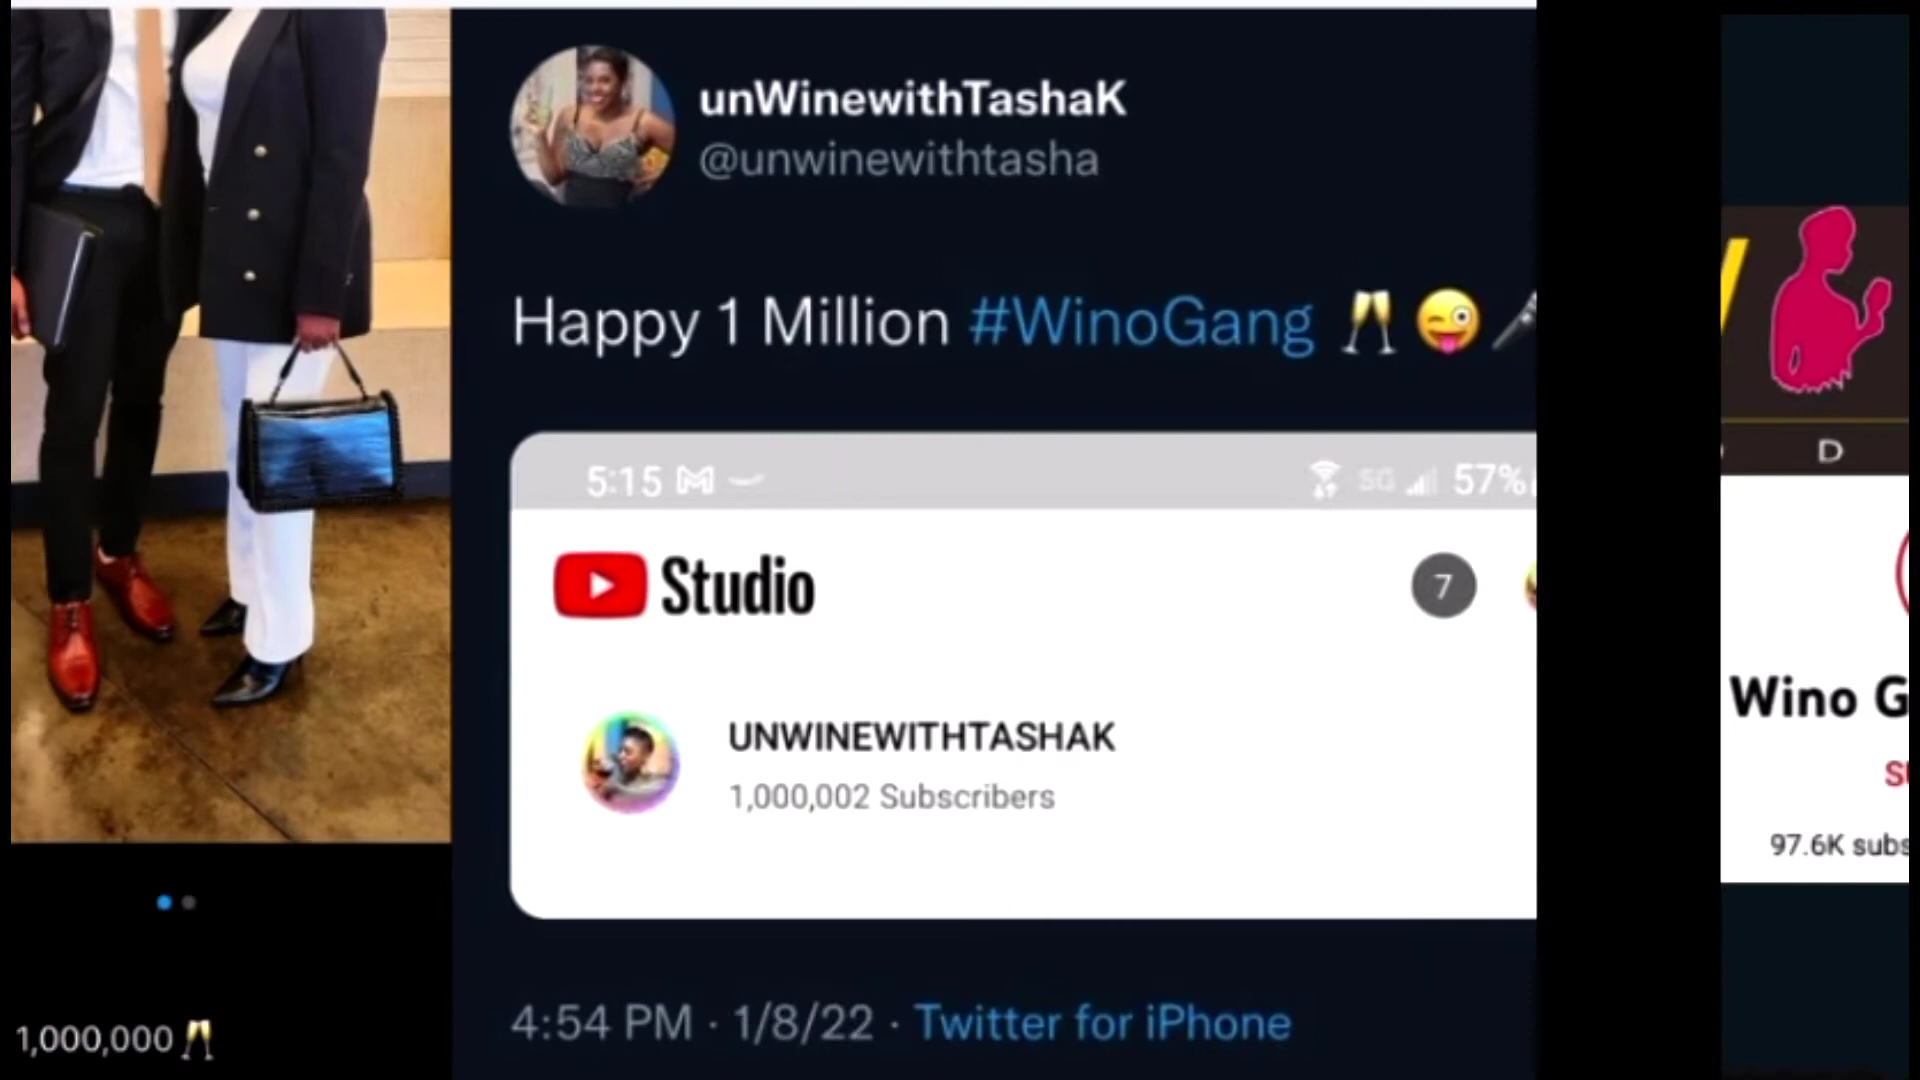 unWinewithTashaK
@unwinewithtasha
Happy 1 Million #WinoGang 🥂😜🎤
5:15 5G 57%
Studio
7
UNWINEWITHTASHAK
1,000,002 Subscribers
4:54 PM · 1/8/22 · Twitter for iPhone
1,000,000🥂
D
Wino G
97.6K subs